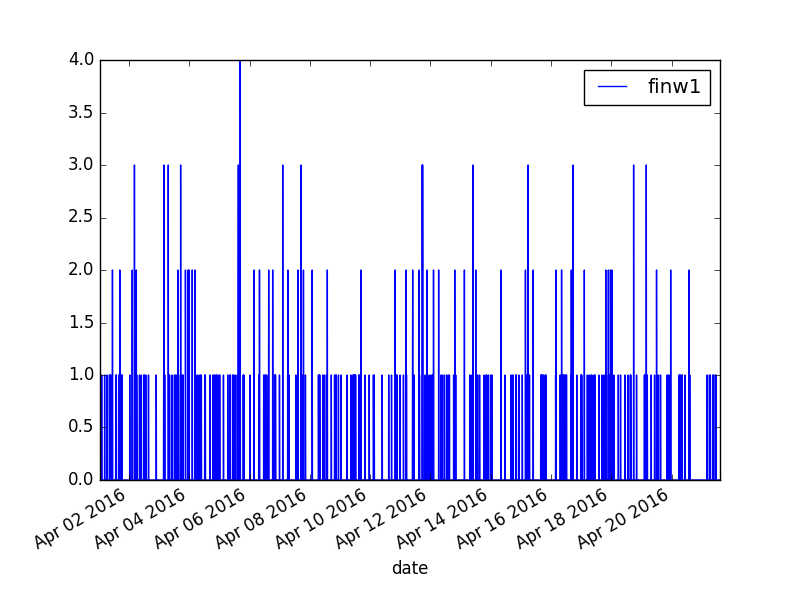 4.0
3.5
3.0
2.5
2.0
1.5
1.0
0.5
0.0
finw1
Apr 02 2016
Apr 04 2016
Apr 06 2016
Apr 08 2016
Apr 10 2016
Apr 12 2016
Apr 14 2016
Apr 16 2016
Apr 18 2016
Apr 20 2016
date